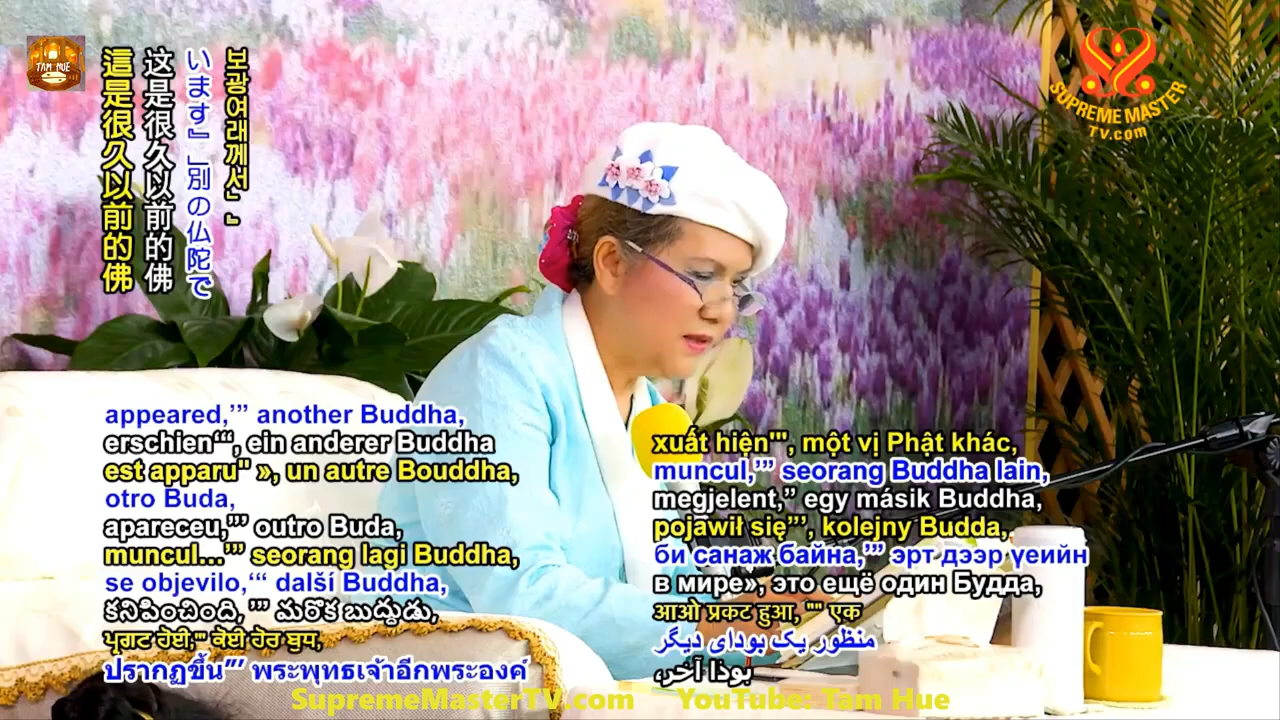 TAM HUE
這是很久以前的佛
这是很久以前的佛
います』」別の仏陀で
보광여래께서』』
SUPREME MASTER
TV.com
appeared,’” another Buddha,
erschien‘“, ein anderer Buddha
est apparu" », un autre Bouddha,
otro Buda,
apareceu,’” outro Buda,
muncul...’” seorang lagi Buddha,
se objevilo,‘“ další Buddha,
కనిపించింది, ’” మరొక బుద్ధుడు,
ਪ੍ਰਗਟ ਹੋਈ,'" ਕੋਈ ਹੋਰ ਬੁਧ,
ปรากฏขึ้น’” พระพุทธเจ้าอีกพระองค์
xuất hiện'", một vị Phật khác,
muncul,’” seorang Buddha lain,
megjelent,” egy másik Buddha,
pojawił się”’, kolejny Budda,
би санаж байна,’” эрт дээр үеийн
в мире», это ещё один Будда,
आओ प्रकट हुआ, '"' एक
منظور یک بودای دیگر
بوذا آخر،
SupremeMasterTV.com YouTube: Tam Hue